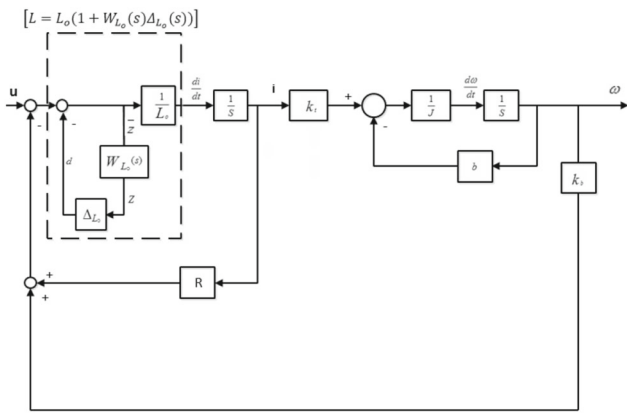 [L = L_o(1 + W_{L_o}(s)Δ_{L_o}(s))]
u
-
-
d
z̄
W_{L_o}(s)
z
Δ_{L_o}
1/L_o
di/dt
1/S
i
k_t
+
-
1/J
dω/dt
1/S
ω
b
k_b
R
+
+